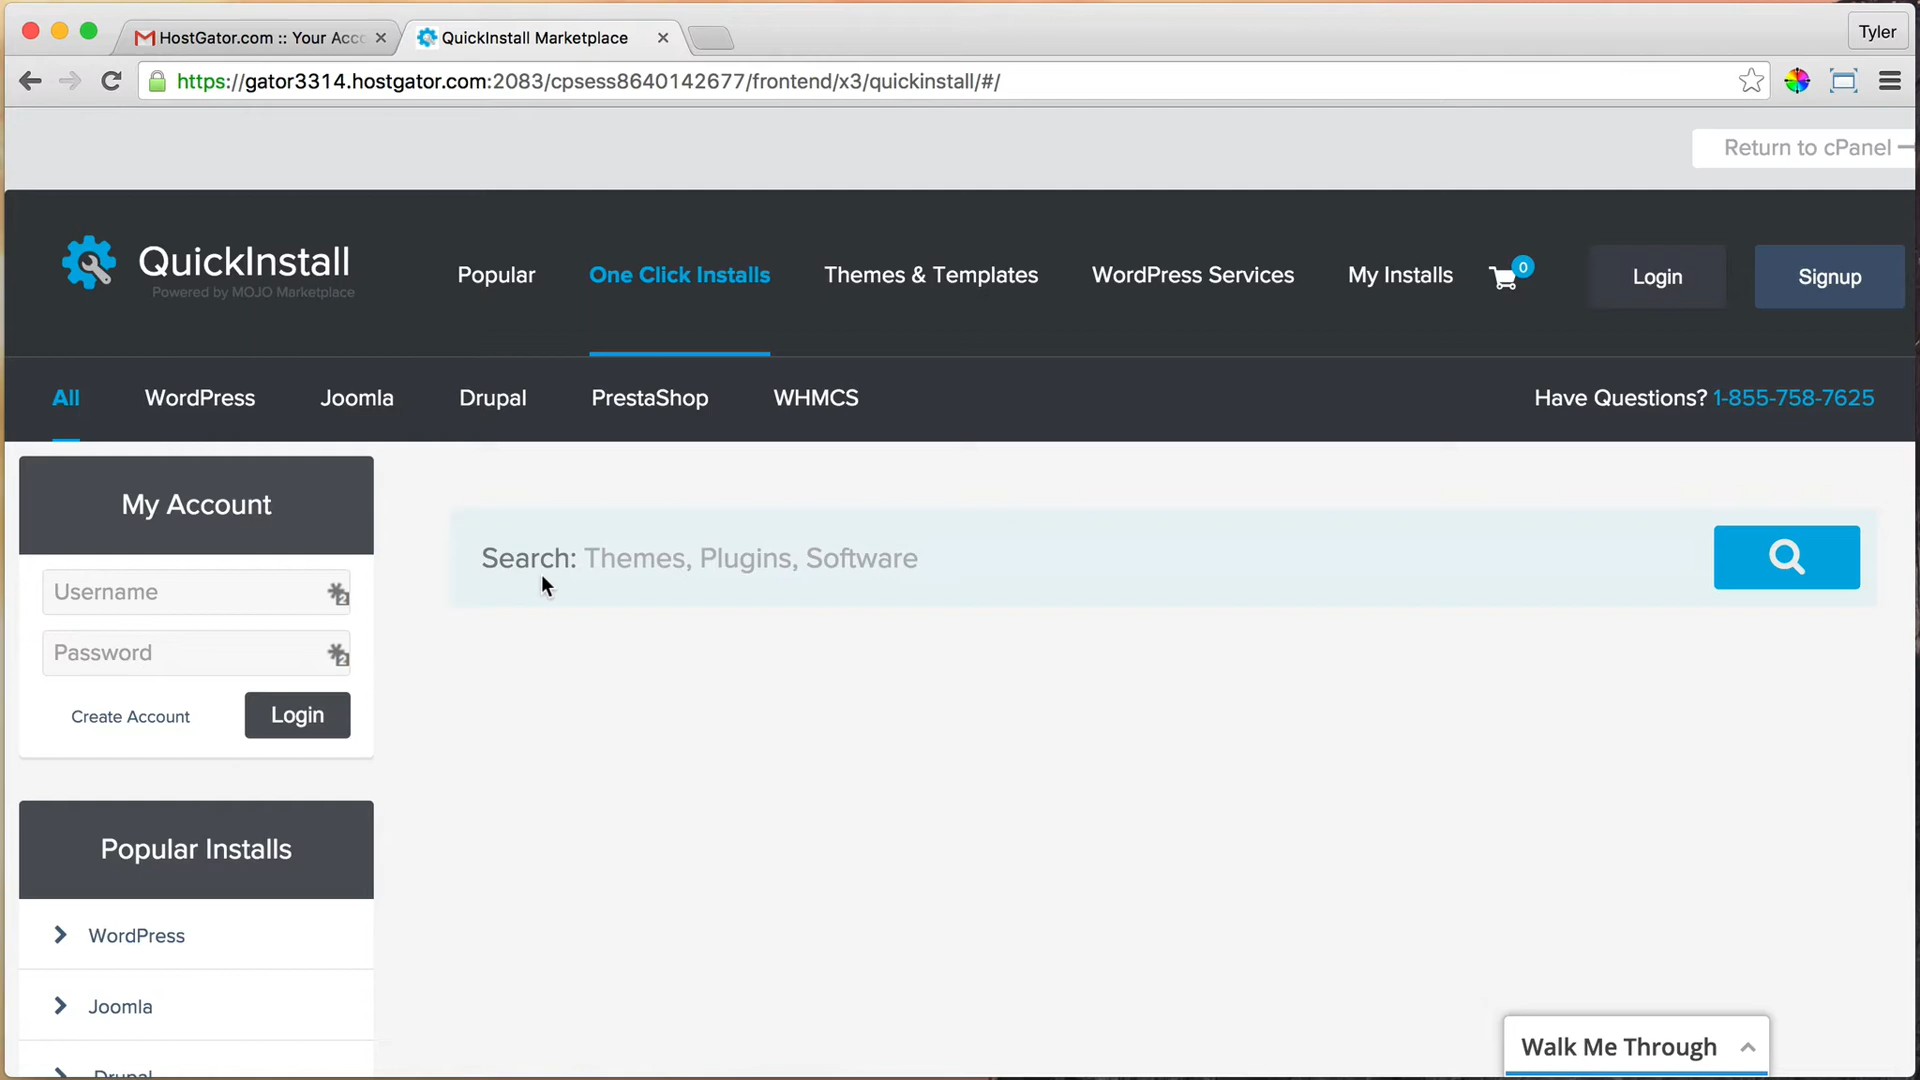 HostGator.com :: Your Acc
QuickInstall Marketplace
Tyler
https://gator3314.hostgator.com:2083/cpsess8640142677/frontend/x3/quickinstall/#/
Return to cPanel
QuickInstall
Powered by MOJO Marketplace
Popular
One Click Installs
Themes & Templates
WordPress Services
My Installs
0
Login
Signup
All
WordPress
Joomla
Drupal
PrestaShop
WHMCS
Have Questions? 1-855-758-7625
My Account
Search: Themes, Plugins, Software
Username
2
Password
2
Create Account
Login
Popular Installs
WordPress
Joomla
Drupal
Walk Me Through